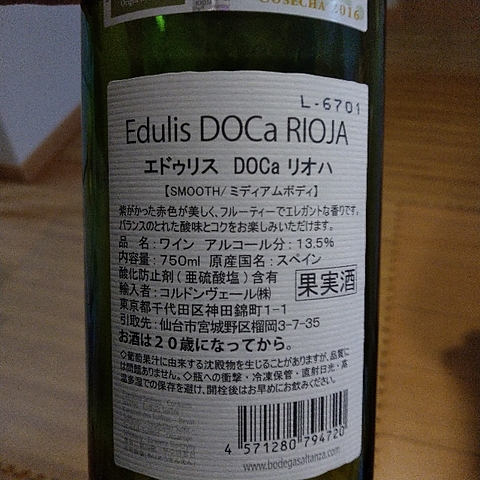 COSECHA 2016
L-6701
Edulis DOCa RIOJA
エドゥリス DOCa リオハ
【SMOOTH/ ミディアムボディ】
紫がかった赤色が美しく、フルーティーでエレガントな香りです。
バランスのとれた酸味とコクをお楽しみいただけます。
品 名:ワイン アルコール分:13.5%
内容量:750ml 原産国名:スペイン
酸化防止剤(亜硫酸塩)含有
果実酒
輸入者:コルドンヴェール㈱
東京都千代田区神田錦町1-1
引取先:仙台市宮城野区榴岡3-7-35
お酒は20歳になってから。
◇葡萄果汁に由来する沈殿物を生じることがありますが、品質に
は問題ありません。◇瓶への衝撃・冷凍保管・直射日光・高
温多湿での保存を避け、開栓後はお早めにお飲みください。
4 571280 794720
www.bodegasaltanza.com